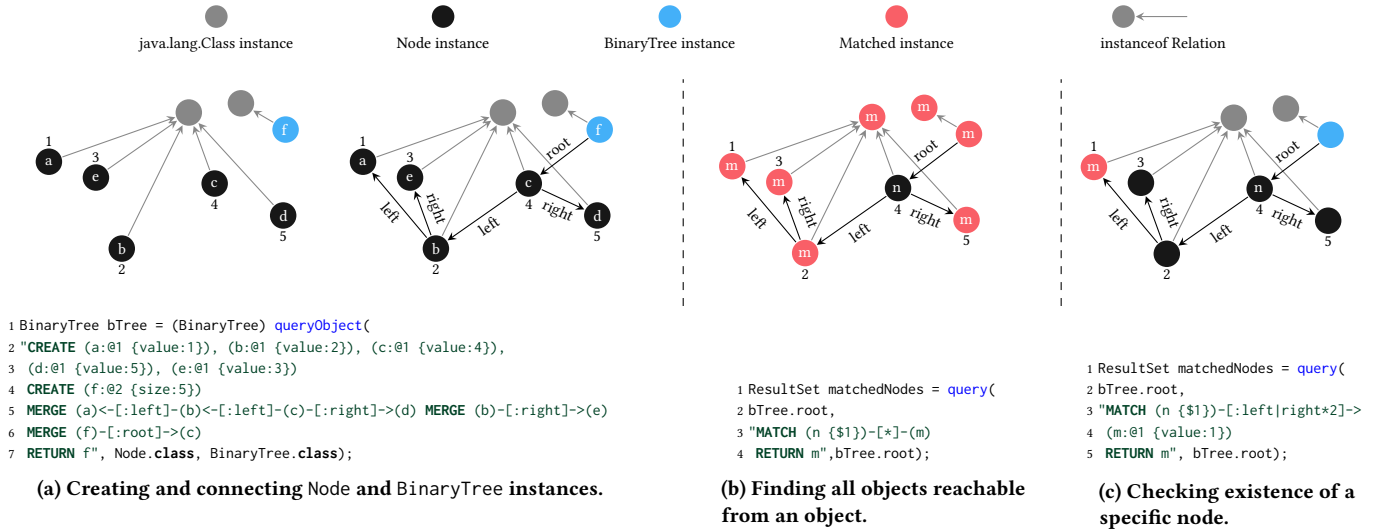 java.lang.Class instance
Node instance
BinaryTree instance
Matched instance
instanceof Relation
1
a
3
e
c
4
d
5
b
2
f
1
a
3
e
c
4
d
5
b
2
f
root
left
right
left
right
m
m
m
1
m
3
m
n
4
m
5
m
2
root
left
right
left
right
1
m
3
n
4
5
2
root
left
right
left
right
1 BinaryTree bTree = (BinaryTree) queryObject(
2 "CREATE (a:@1 {value:1}), (b:@1 {value:2}), (c:@1 {value:4}),
3 (d:@1 {value:5}), (e:@1 {value:3})
4 CREATE (f:@2 {size:5})
5 MERGE (a)<-[:left]-(b)<-[:left]-(c)-[:right]->(d) MERGE (b)-[:right]->(e)
6 MERGE (f)-[:root]->(c)
7 RETURN f", Node.class, BinaryTree.class);
(a) Creating and connecting Node and BinaryTree instances.
1 ResultSet matchedNodes = query(
2 bTree.root,
3 "MATCH (n {$1})-[*]-(m)
4 RETURN m",bTree.root);
(b) Finding all objects reachable
from an object.
1 ResultSet matchedNodes = query(
2 bTree.root,
3 "MATCH (n {$1})-[:left|right*2]->
4 (m:@1 {value:1})
5 RETURN m", bTree.root);
(c) Checking existence of a
specific node.